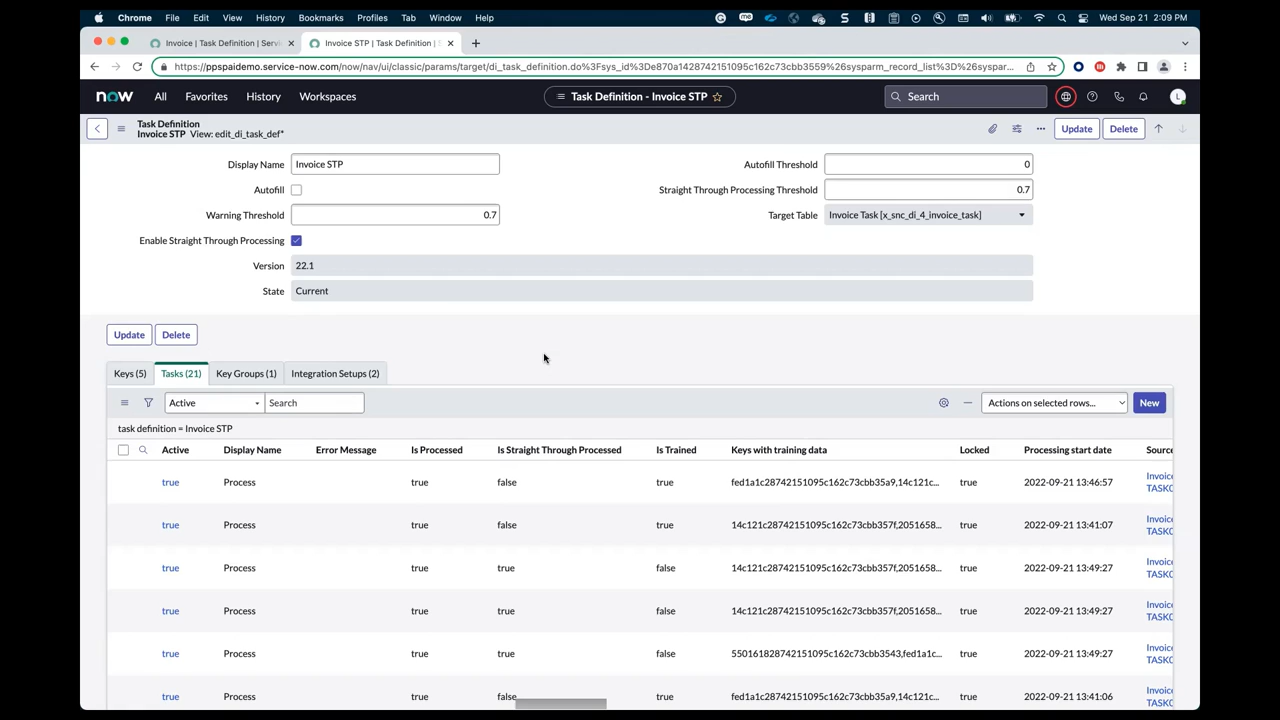 Chrome File Edit View History Bookmarks Profiles Tab Window Help Wed Sep 21 2:09 PM
Invoice | Task Definition | Servi Invoice STP | Task Definition |
https://ppspaidemo.service-now.com/now/nav/ui/classic/params/target/di_task_definition.do%3Fsys_id%3De870a1428742151095c162c73cbb3559%26sysparm_record_list%3D%26syspar...
now All Favorites History Workspaces Task Definition - Invoice STP Search L
Task Definition
Invoice STP View: edit_di_task_def*
Update Delete
Display Name Invoice STP Autofill Threshold 0
Autofill Straight Through Processing Threshold 0.7
Warning Threshold 0.7 Target Table Invoice Task [x_snc_di_4_invoice_task]
Enable Straight Through Processing
Version 22.1
State Current
Update Delete
Keys (5) Tasks (21) Key Groups (1) Integration Setups (2)
Active Search Actions on selected rows... New
task definition = Invoice STP
Active Display Name Error Message Is Processed Is Straight Through Processed Is Trained Keys with training data Locked Processing start date Source
true Process true false true fed1a1c28742151095c162c73cbb35a9,14c121c... true 2022-09-21 13:46:57 Invoice
TASK0
true Process true false true 14c121c28742151095c162c73cbb357f,2051658... true 2022-09-21 13:41:07 Invoice
TASK0
true Process true true false 14c121c28742151095c162c73cbb357f,2051658... true 2022-09-21 13:49:27 Invoice
TASK0
true Process true true false 14c121c28742151095c162c73cbb357f,2051658... true 2022-09-21 13:49:27 Invoice
TASK0
true Process true true false 550161828742151095c162c73cbb3543,fed1a1c... true 2022-09-21 13:49:27 Invoice
TASK0
true Process true false true fed1a1c28742151095c162c73cbb35a9,14c121c... true 2022-09-21 13:41:06 Invoice
TASK0